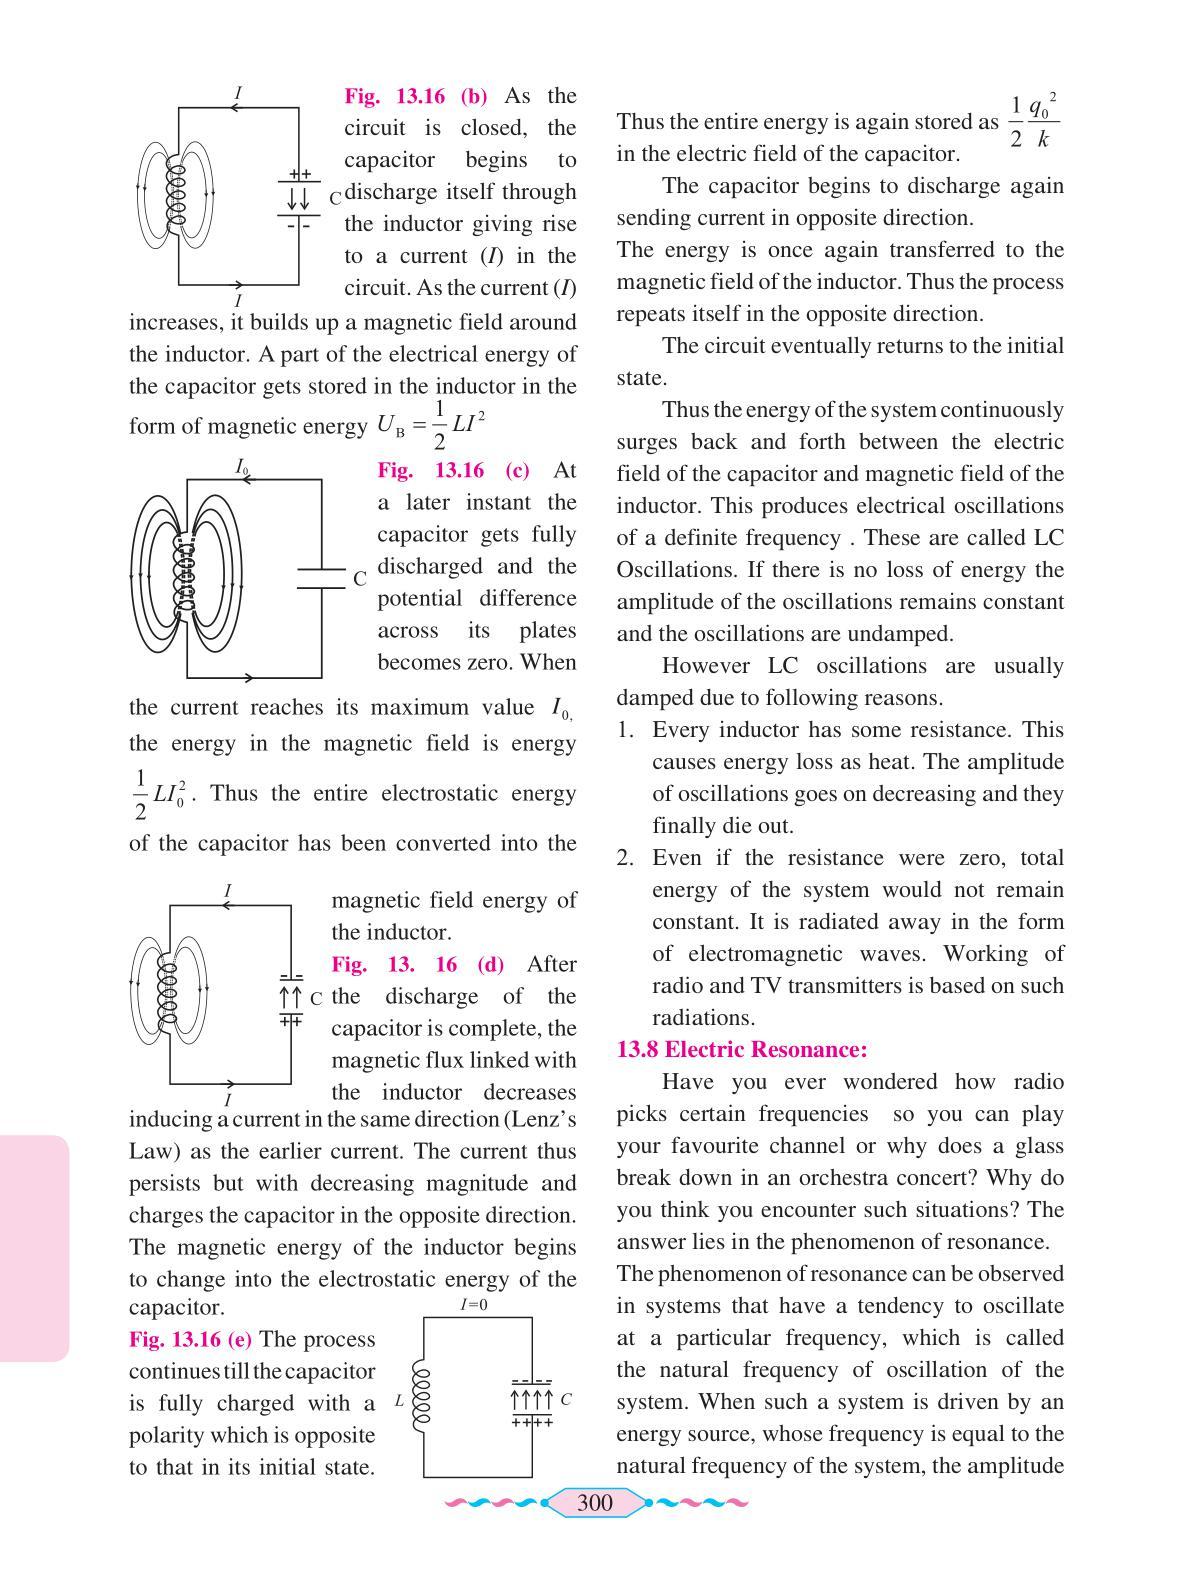 I
Fig. 13.16 (b) As the
circuit is closed, the
capacitor begins to
++
C discharge itself through
- -
the inductor giving rise
to a current (I) in the
circuit. As the current (I)
I
increases, it builds up a magnetic field around
the inductor. A part of the electrical energy of
the capacitor gets stored in the inductor in the
form of magnetic energy U_B = 1/2 LI²
I₀
Fig. 13.16 (c) At
a later instant the
capacitor gets fully
C discharged and the
potential difference
across its plates
becomes zero. When
the current reaches its maximum value I₀,
the energy in the magnetic field is energy
1/2 LI₀². Thus the entire electrostatic energy
of the capacitor has been converted into the
I
magnetic field energy of
the inductor.
Fig. 13. 16 (d) After
- -
C the discharge of the
++
capacitor is complete, the
magnetic flux linked with
the inductor decreases
I
inducing a current in the same direction (Lenz’s
Law) as the earlier current. The current thus
persists but with decreasing magnitude and
charges the capacitor in the opposite direction.
The magnetic energy of the inductor begins
to change into the electrostatic energy of the
capacitor.
I=0
Fig. 13.16 (e) The process
continues till the capacitor
is fully charged with a
polarity which is opposite
to that in its initial state.
- - - -
L C
++++
Thus the entire energy is again stored as 1/2 q₀²/k
in the electric field of the capacitor.
The capacitor begins to discharge again
sending current in opposite direction.
The energy is once again transferred to the
magnetic field of the inductor. Thus the process
repeats itself in the opposite direction.
The circuit eventually returns to the initial
state.
Thus the energy of the system continuously
surges back and forth between the electric
field of the capacitor and magnetic field of the
inductor. This produces electrical oscillations
of a definite frequency . These are called LC
Oscillations. If there is no loss of energy the
amplitude of the oscillations remains constant
and the oscillations are undamped.
However LC oscillations are usually
damped due to following reasons.
1. Every inductor has some resistance. This
causes energy loss as heat. The amplitude
of oscillations goes on decreasing and they
finally die out.
2. Even if the resistance were zero, total
energy of the system would not remain
constant. It is radiated away in the form
of electromagnetic waves. Working of
radio and TV transmitters is based on such
radiations.
13.8 Electric Resonance:
Have you ever wondered how radio
picks certain frequencies so you can play
your favourite channel or why does a glass
break down in an orchestra concert? Why do
you think you encounter such situations? The
answer lies in the phenomenon of resonance.
The phenomenon of resonance can be observed
in systems that have a tendency to oscillate
at a particular frequency, which is called
the natural frequency of oscillation of the
system. When such a system is driven by an
energy source, whose frequency is equal to the
natural frequency of the system, the amplitude
300